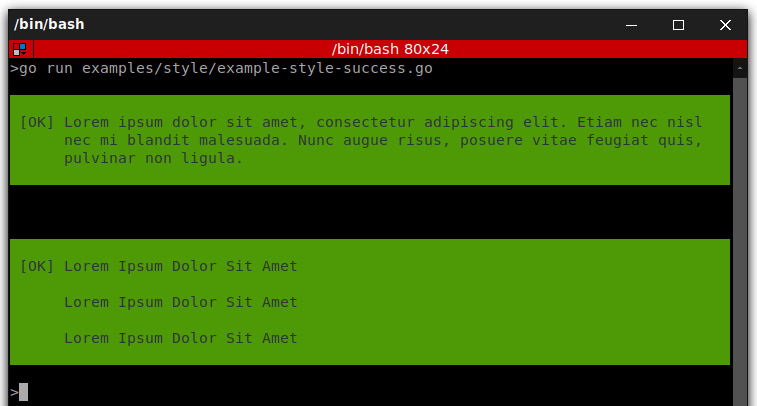 /bin/bash
/bin/bash 80x24
>go run examples/style/example-style-success.go
[OK] Lorem ipsum dolor sit amet, consectetur adipiscing elit. Etiam nec nisl
nec mi blandit malesuada. Nunc augue risus, posuere vitae feugiat quis,
pulvinar non ligula.
[OK] Lorem Ipsum Dolor Sit Amet
Lorem Ipsum Dolor Sit Amet
Lorem Ipsum Dolor Sit Amet
>